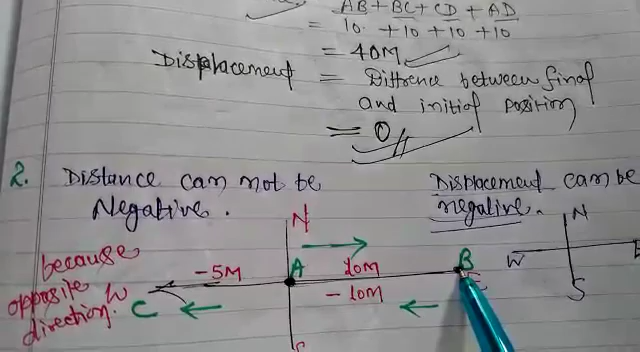 AB+BC+CD+AD
= 10 +10 +10 +10
= 40M
Displacement = Diffrence between final
and initial position
= 0
2. Distance can not be
Negative.
Displacement can be
negative.
N
W
E
S
N
because
opposite
direction.
-5M
A
10M
B
E
W
C
-10M
S